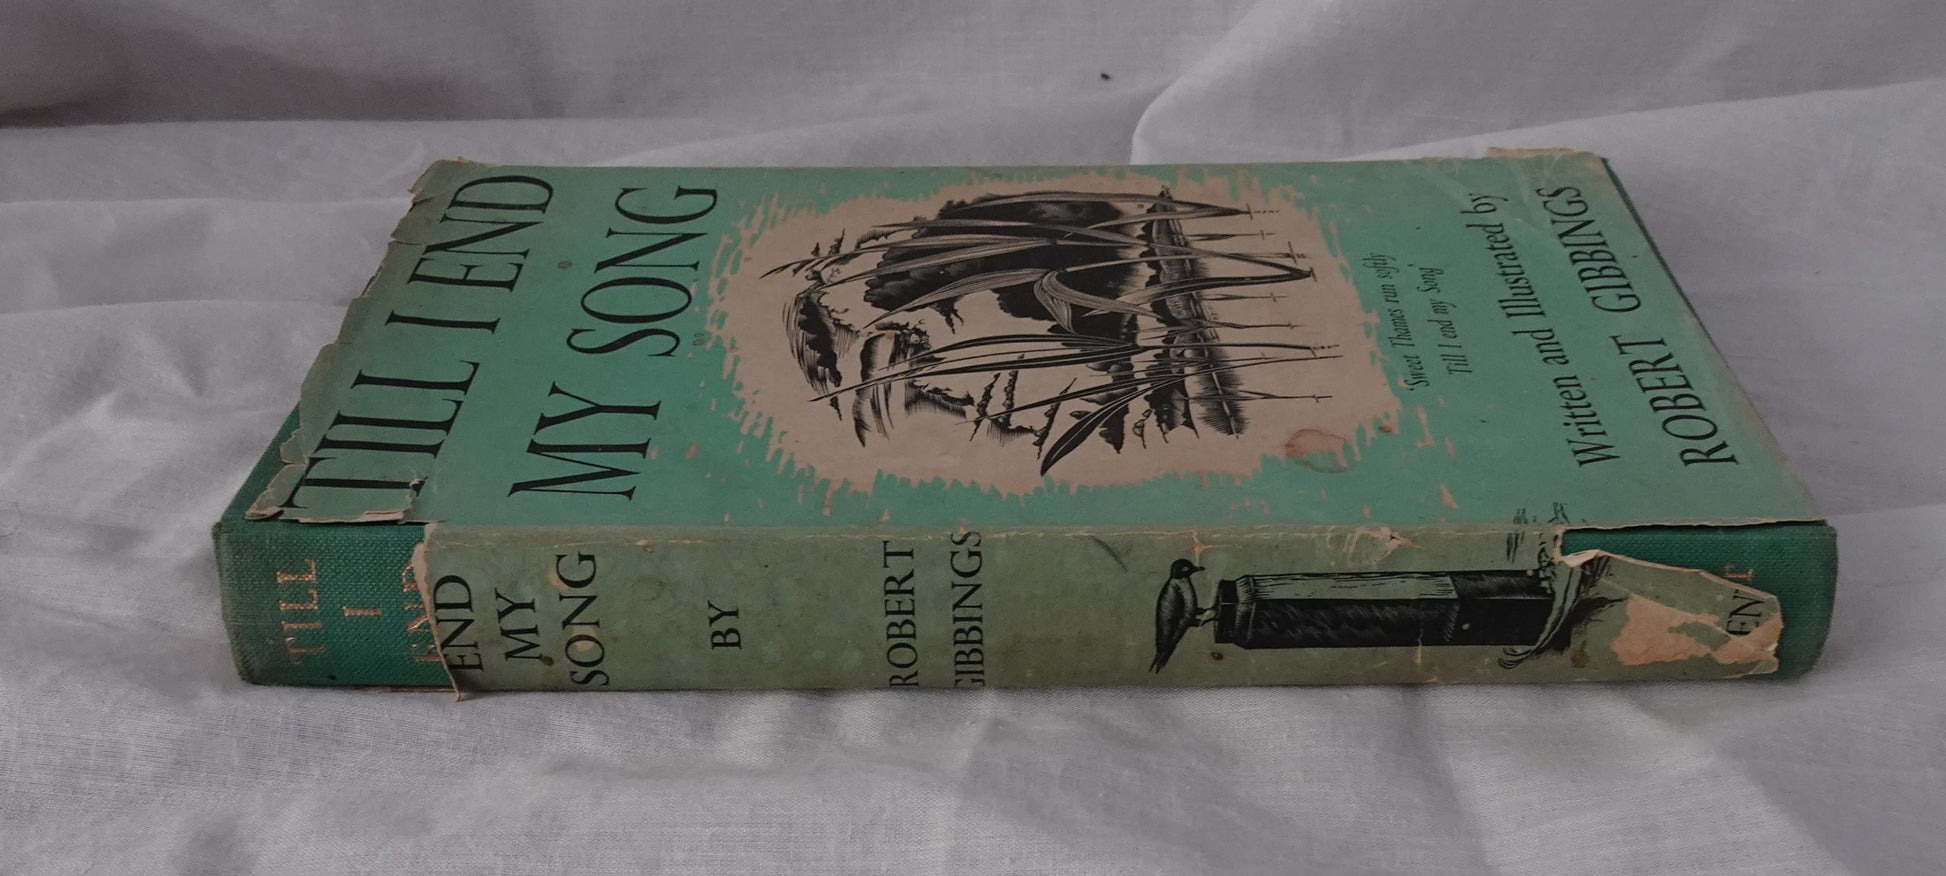 TILL I END
MY SONG
'Sweet Thames run softly
Till I end my Song'
Written and Illustrated by
ROBERT GIBBINGS
TILL
I
END
END
MY
SONG
BY
ROBERT
GIBBINGS